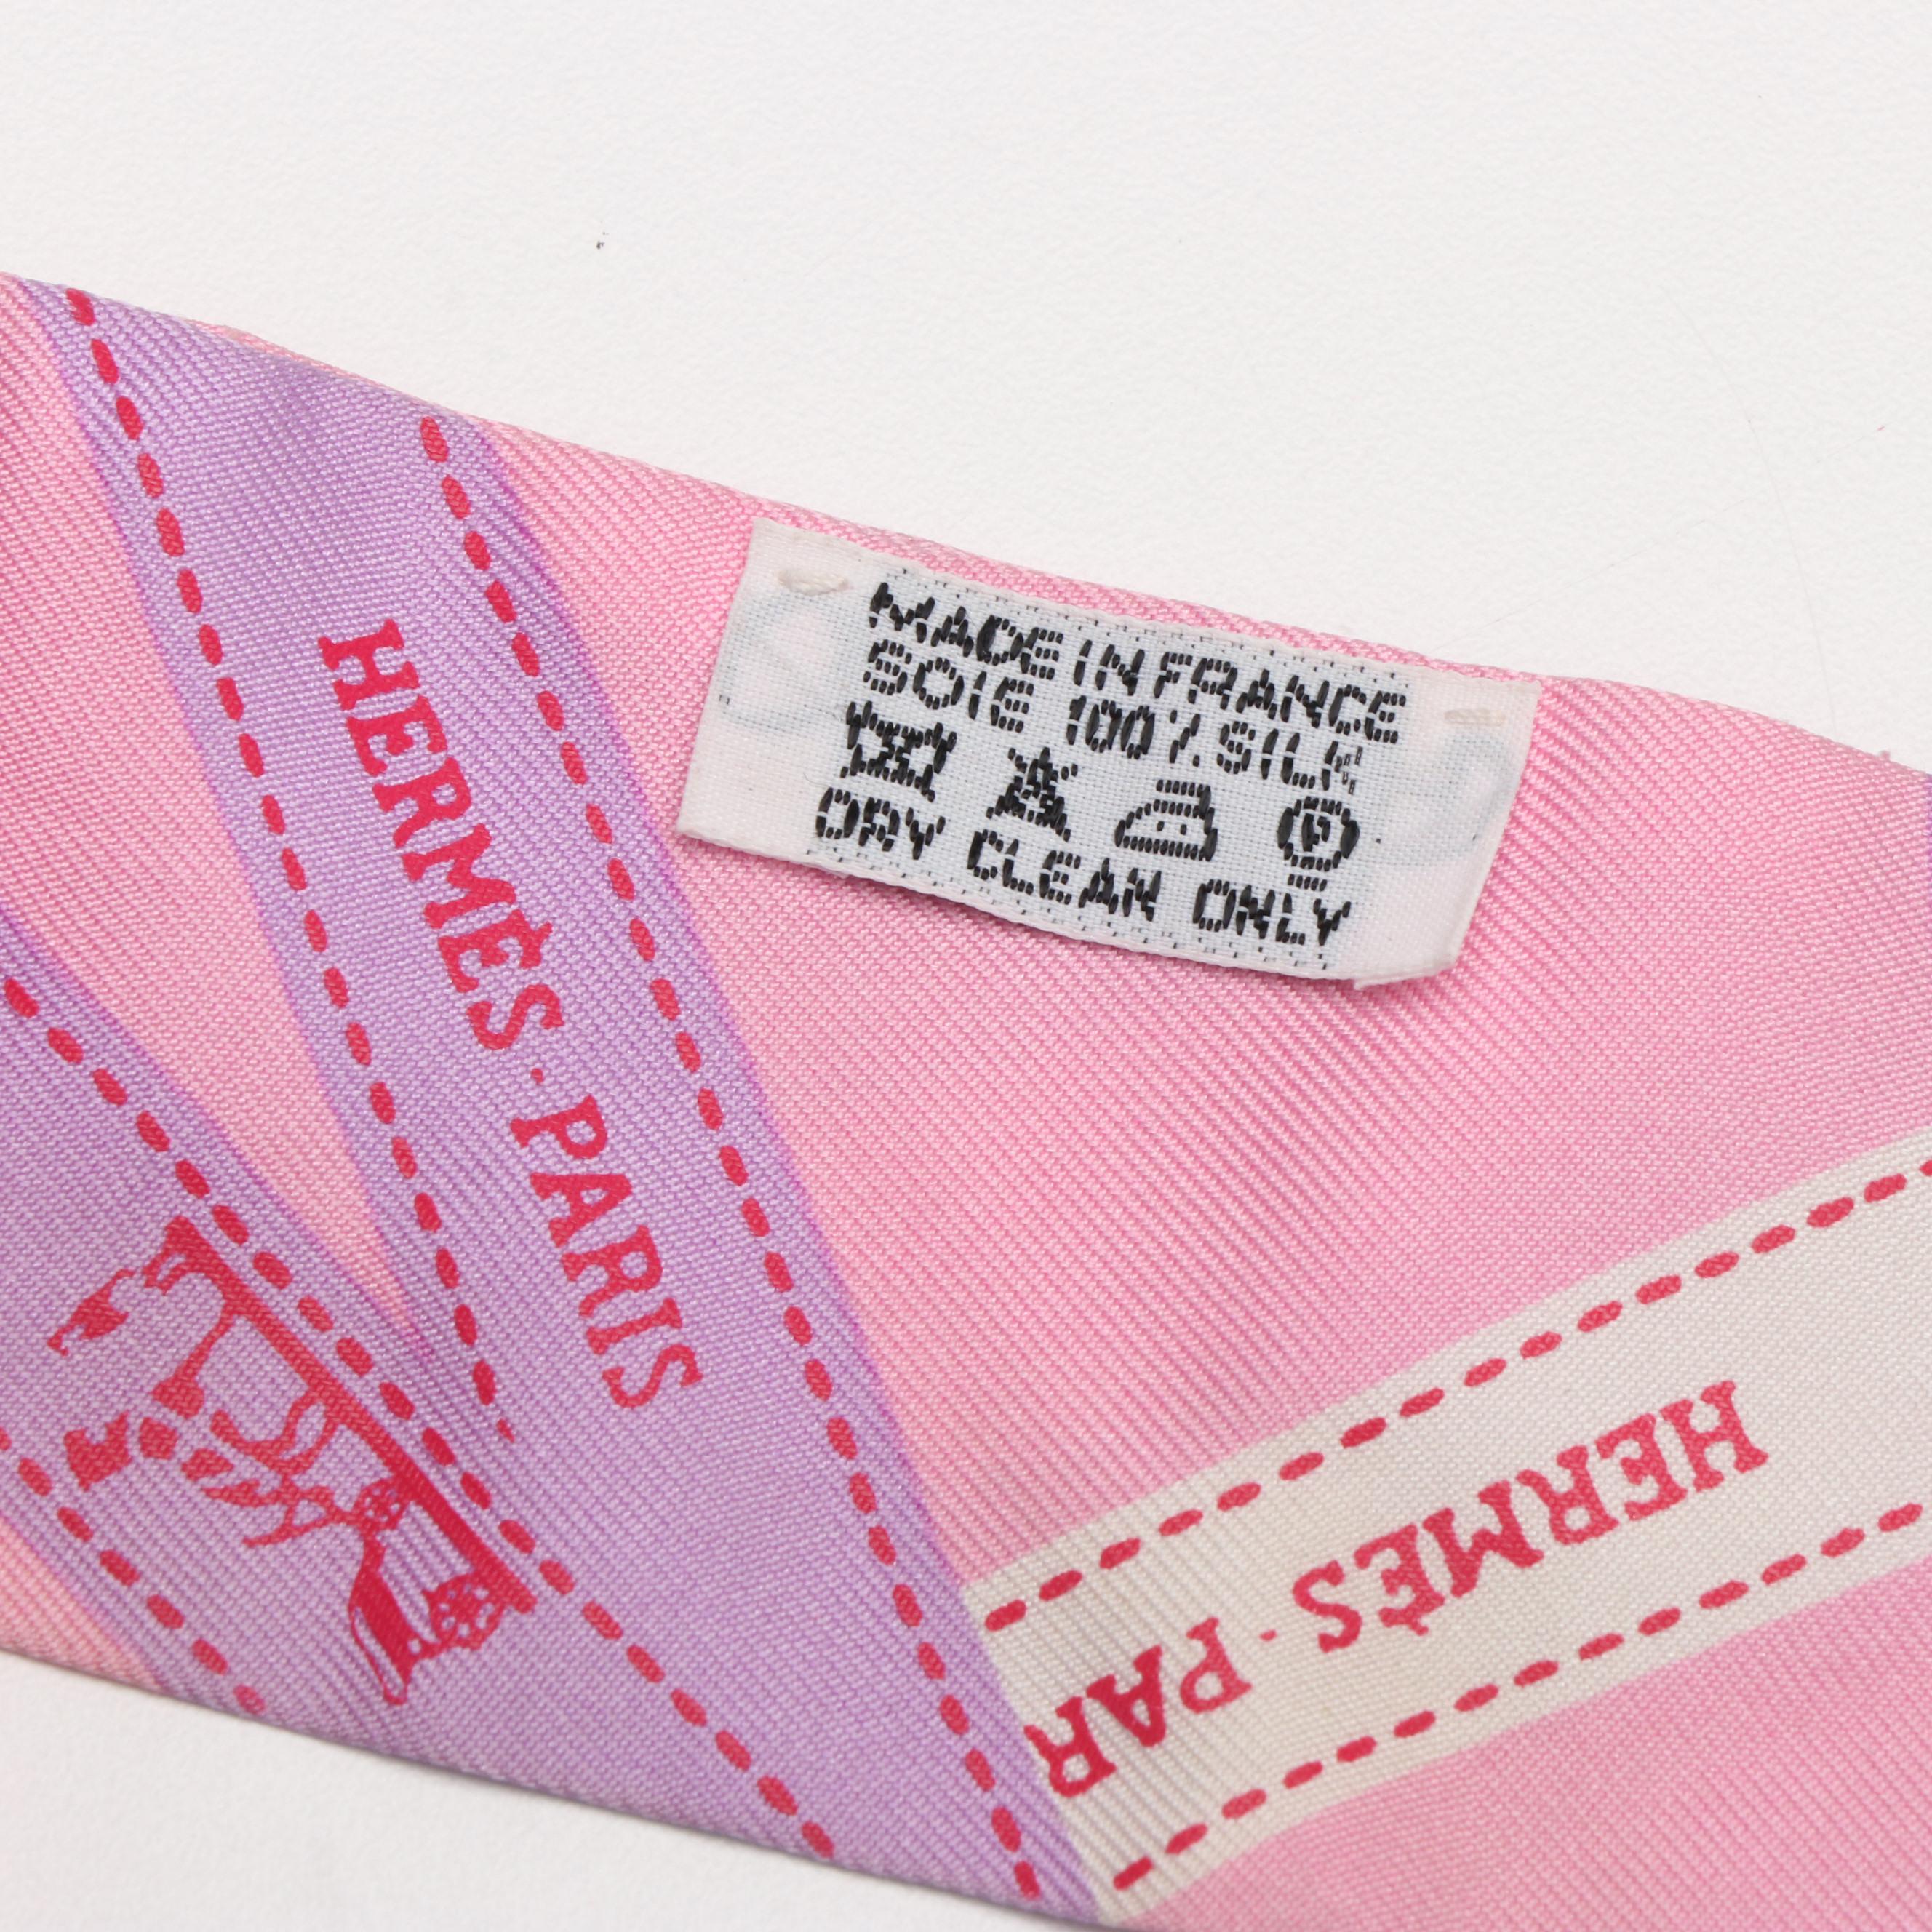 HERMÈS·PARIS
MADE IN FRANCE
SOIE 100% SILK
P
DRY CLEAN ONLY
HERMÈS·PAR